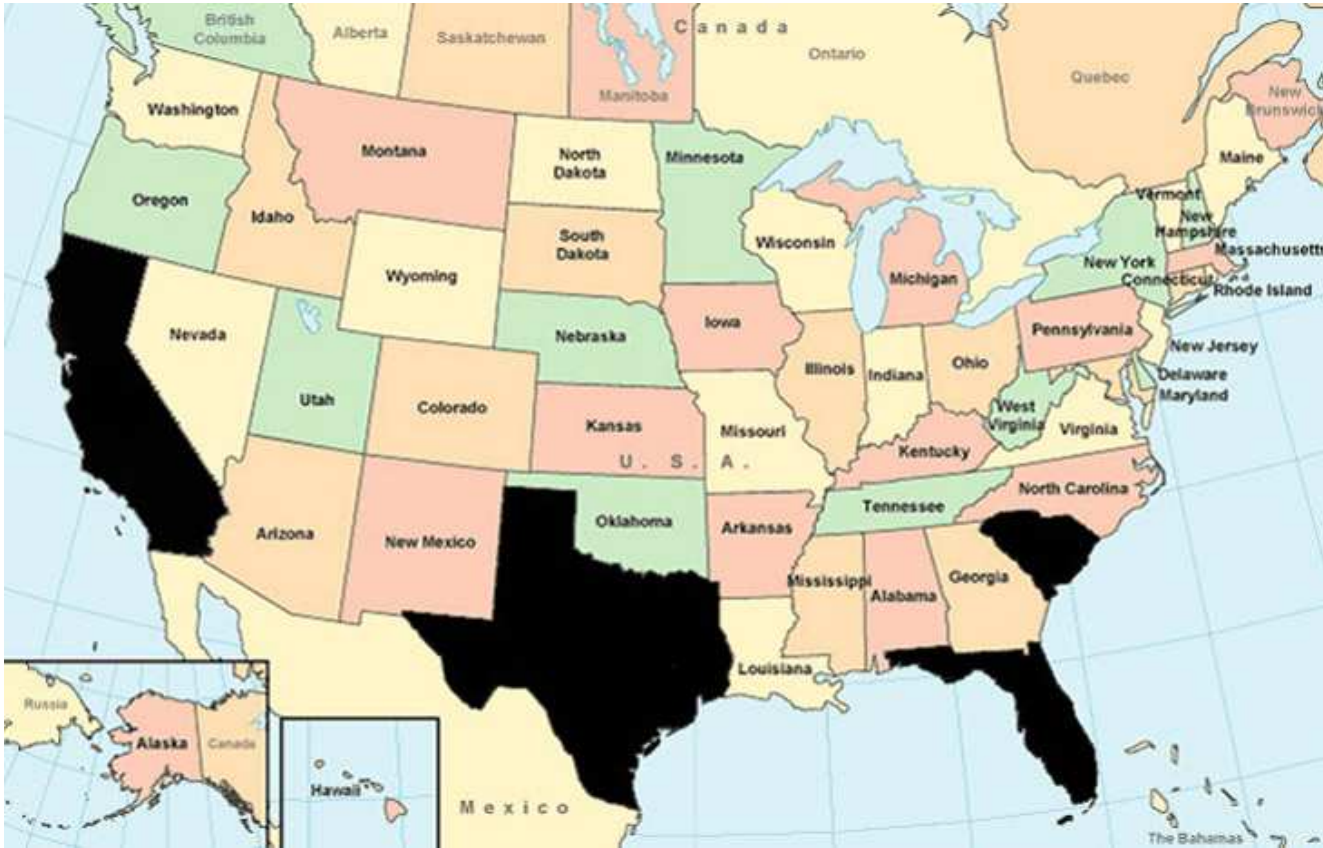 British
Columbia
Alberta
Saskatchewan
Manitoba
Canada
Ontario
Quebec
New
Brunswick
Washington
Montana
North
Dakota
Minnesota
Maine
Oregon
Idaho
South
Dakota
Wisconsin
Vermont
New
Hampshire
Massachusetts
Wyoming
Michigan
New York
Connecticut
Rhode Island
Nevada
Nebraska
Iowa
Pennsylvania
New Jersey
Utah
Colorado
Illinois
Indiana
Ohio
Delaware
Maryland
Kansas
Missouri
West
Virginia
Virginia
U. S. A.
Kentucky
North Carolina
Arizona
New Mexico
Oklahoma
Arkansas
Tennessee
Mississippi
Alabama
Georgia
Louisiana
Russia
Alaska
Canada
Hawaii
Mexico
The Bahamas